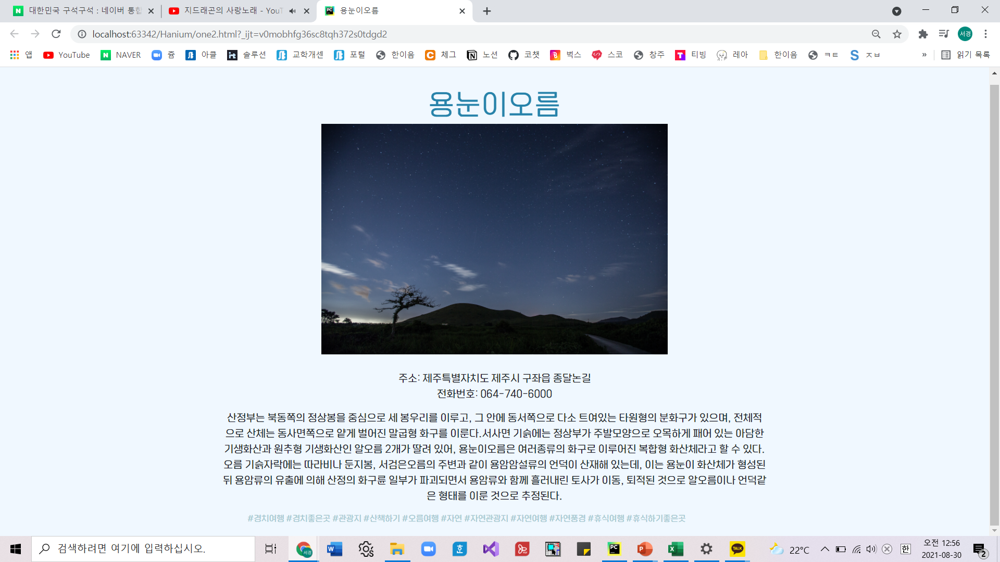 대한민국 구석구석 : 네이버 통합
지드래곤의 사랑노래 - YouT
용눈이오름
localhost:63342/Hanium/one2.html?_ijt=v0mobhfg36sc8tqh372s0tdgd2
서경
앱 YouTube NAVER 줌 아클 솔루션 교학개센 포털 한이음 체그 노션 코챗 벅스 스코 창주 티빙 레아 한이음 ㅋㅌ ㅈㅂ » 읽기 목록
용눈이오름
주소: 제주특별자치도 제주시 구좌읍 종달논길
전화번호: 064-740-6000
산정부는 북동쪽의 정상봉을 중심으로 세 봉우리를 이루고, 그 안에 동서쪽으로 다소 트여있는 타원형의 분화구가 있으며, 전체적
으로 산체는 동사면쪽으로 얕게 벌어진 말굽형 화구를 이룬다.서사면 기슭에는 정상부가 주발모양으로 오목하게 패어 있는 아담한
기생화산과 원추형 기생화산인 알오름 2개가 딸려 있어, 용눈이오름은 여러종류의 화구로 이루어진 복합형 화산체라고 할 수 있다.
오름 기슭자락에는 따라비나 둔지봉, 서검은오름의 주변과 같이 용암암설류의 언덕이 산재해 있는데, 이는 용눈이 화산체가 형성된
뒤 용암류의 유출에 의해 산정의 화구륜 일부가 파괴되면서 용암류와 함께 흘러내린 토사가 이동, 퇴적된 것으로 알오름이나 언덕같
은 형태를 이룬 것으로 추정된다.
#경치여행 #경치좋은곳 #관광지 #산책하기 #오름여행 #자연 #자연관광지 #자연여행 #자연풍경 #휴식여행 #휴식하기좋은곳
검색하려면 여기에 입력하십시오.
22°C
한
오전 12:56
2021-08-30
2